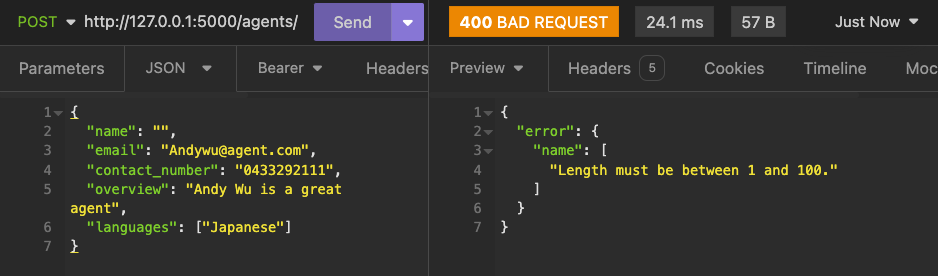 POST http://127.0.0.1:5000/agents/ Send 400 BAD REQUEST 24.1 ms 57 B Just Now
Parameters JSON Bearer Headers Preview Headers 5 Cookies Timeline Moc
1 {
2 "name": "",
3 "email": "Andywu@agent.com",
4 "contact_number": "0433292111",
5 "overview": "Andy Wu is a great
agent",
6 "languages": ["Japanese"]
7 }
1 {
2 "error": {
3 "name": [
4 "Length must be between 1 and 100."
5 ]
6 }
7 }